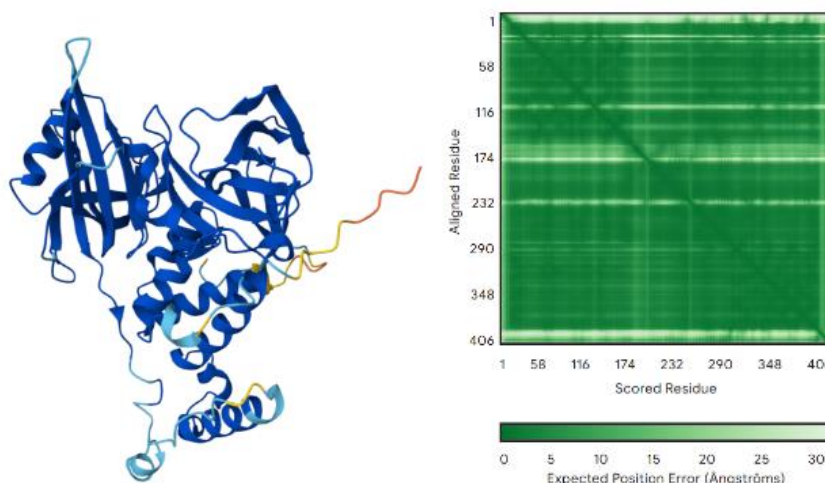 1
58
116
174
232
290
348
406
Aligned Residue
1 58 116 174 232 290 348 40
Scored Residue
0 5 10 15 20 25 30
Expected Position Error (Ångströms)